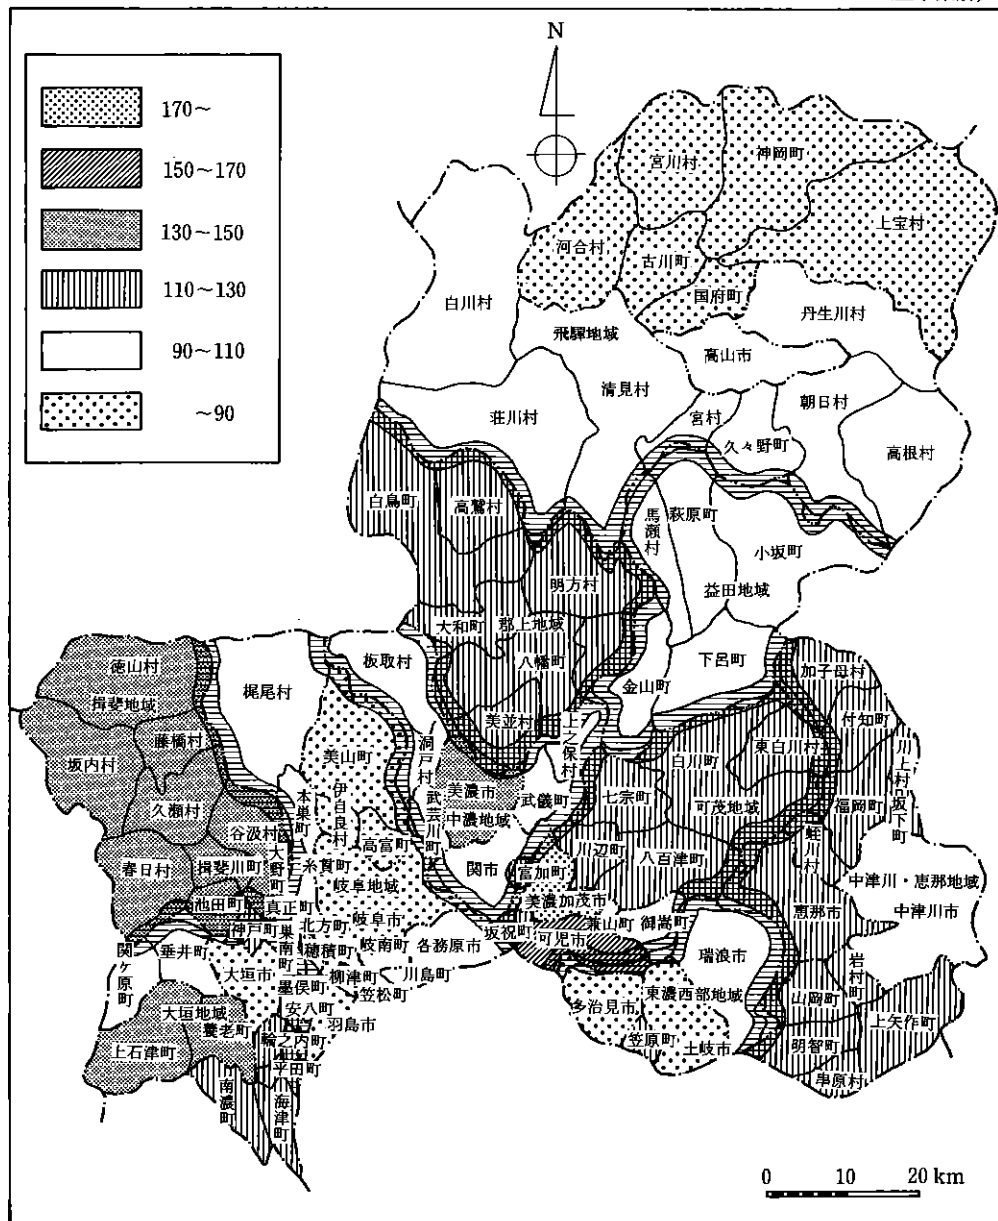 170～
150～170
130～150
110～130
90～110
～90
N
宮川村
神岡町
上宝村
河合村
古川町
国府町
白川村
丹生川村
飛騨地域
高山市
清見村
朝日村
荘川村
宮村
久々野町
高根村
白鳥町
高鷲村
馬瀬村
萩原町
小坂町
明方村
益田地域
大和町
郡上地域
八幡町
板取村
下呂町
徳山村
梶尾村
金山町
加子母村
揖斐地域
美並村
上之保村
付知町
藤橋村
美山町
洞戸村
白川町
東白川村
川上村
坂内村
伊自良村
美濃市
武儀町
七宗町
福岡町
坂下町
久瀬村
本巣町
武芸川町
中濃地域
可茂地域
谷汲村
高富町
川辺町
八百津町
蛭川村
春日村
揖斐川町
大野町
糸貫町
岐阜地域
関市
富加町
中津川・恵那地域
池田町
真正町
美濃加茂市
恵那市
中津川市
神戸町
巣南町
北方町
岐阜市
坂祝町
兼山町
御嵩町
関ヶ原町
垂井町
穂積町
岐南町
各務原市
可児市
瑞浪市
岩村町
大垣市
墨俣町
柳津町
笠松町
川島町
多治見市
東濃西部地域
山岡町
上矢作町
大垣地域
養老町
安八町
羽島市
上石津町
輪之内町
笠原町
土岐市
明智町
平田町
串原村
南濃町
海津町
0 10 20 km